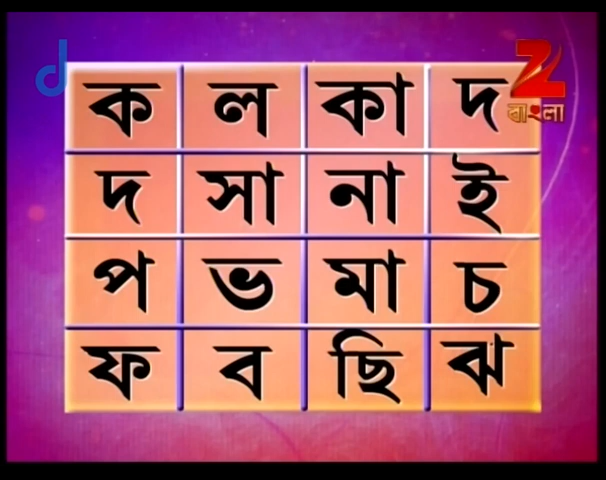 ক ল কা দ
দ সা না ই
প ভ মা চ
ফ ব ছি ঝ
বাংলা